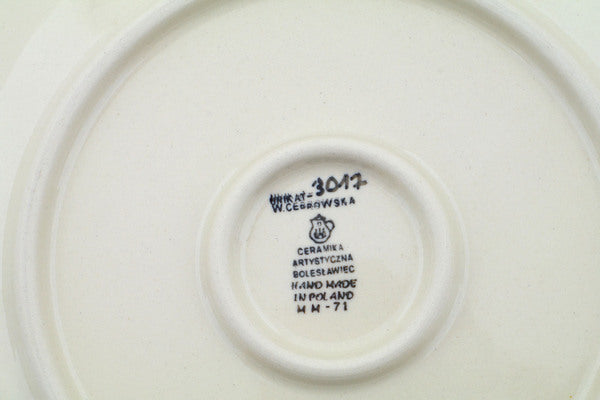 UNIKAT-3017
W.CEBROWSKA
CERAMIKA
ARTYSTYCZNA
BOLESŁAWIEC
HAND MADE
IN POLAND
M M - 71